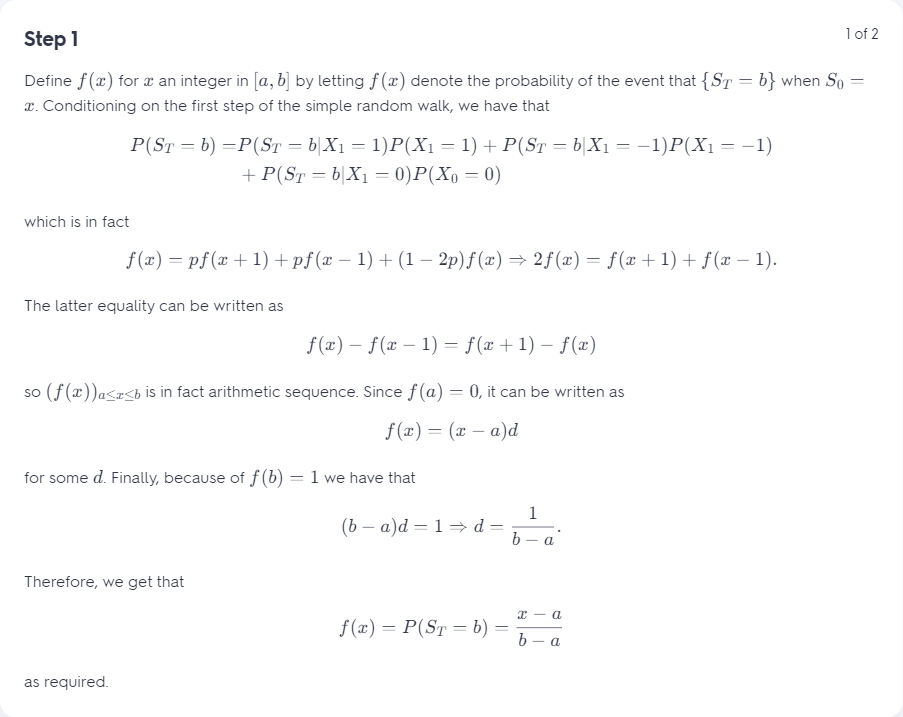 Step 1
1 of 2
Define f(x) for x an integer in [a, b] by letting f(x) denote the probability of the event that {S_T = b} when S_0 =
x. Conditioning on the first step of the simple random walk, we have that
P(S_T = b) =P(S_T = b|X_1 = 1)P(X_1 = 1) + P(S_T = b|X_1 = −1)P(X_1 = −1)
+ P(S_T = b|X_1 = 0)P(X_0 = 0)
which is in fact
f(x) = pf(x + 1) + pf(x − 1) + (1 − 2p)f(x) ⇒ 2f(x) = f(x + 1) + f(x − 1).
The latter equality can be written as
f(x) − f(x − 1) = f(x + 1) − f(x)
so (f(x))_{a≤x≤b} is in fact arithmetic sequence. Since f(a) = 0, it can be written as
f(x) = (x − a)d
for some d. Finally, because of f(b) = 1 we have that
(b − a)d = 1 ⇒ d = \frac{1}{b − a}.
Therefore, we get that
f(x) = P(S_T = b) = \frac{x − a}{b − a}
as required.